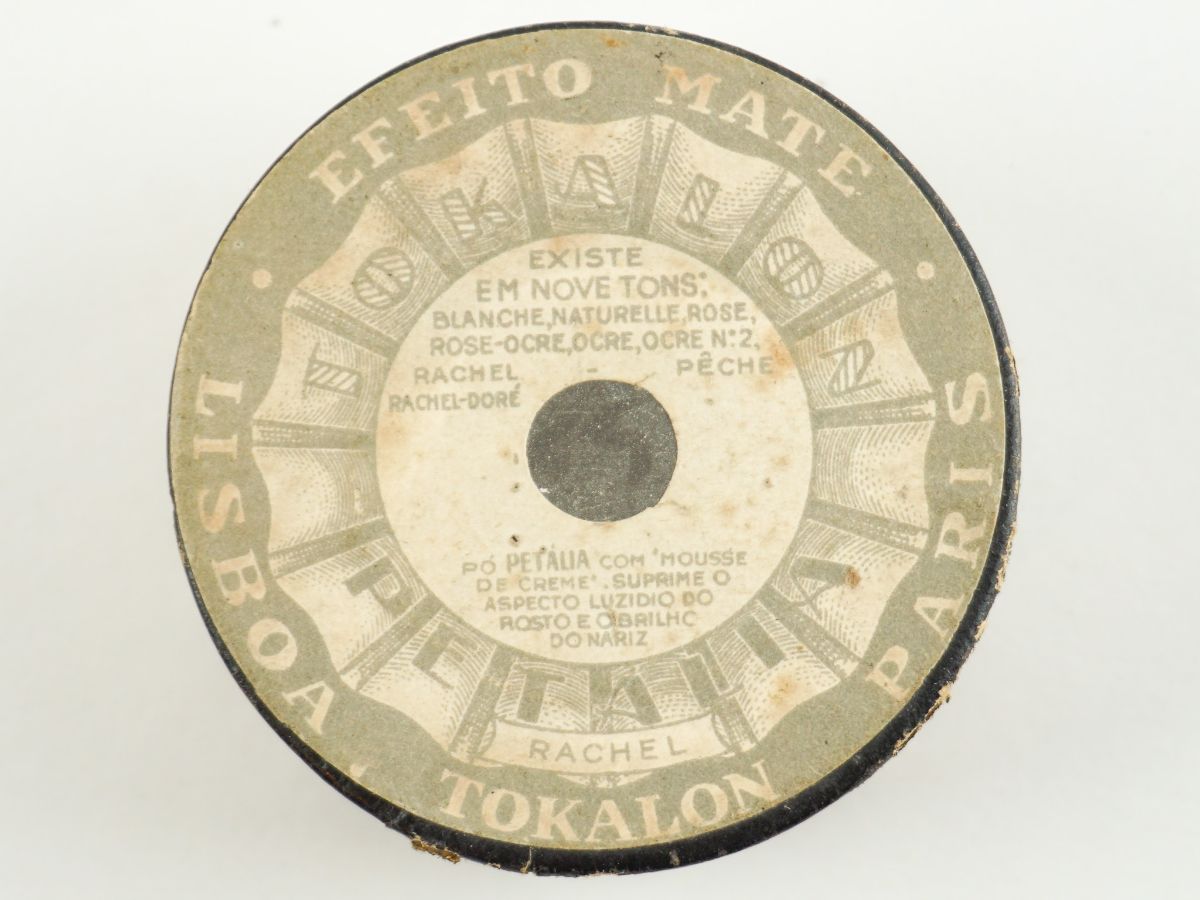 EFEITO MATE
TOKALON
EXISTE
EM NOVE TONS:
BLANCHE, NATURELLE, ROSE,
ROSE-OCRE, OCRE, OCRE Nº 2,
RACHEL - PÊCHE
RACHEL-DORÉ
PÓ PETÁLIA COM "MOUSSE
DE CREME". SUPRIME O
ASPECTO LUZIDIO DO
ROSTO E O BRILHO
DO NARIZ
PETALIA
RACHEL
LISBOA
TOKALON
PARIS